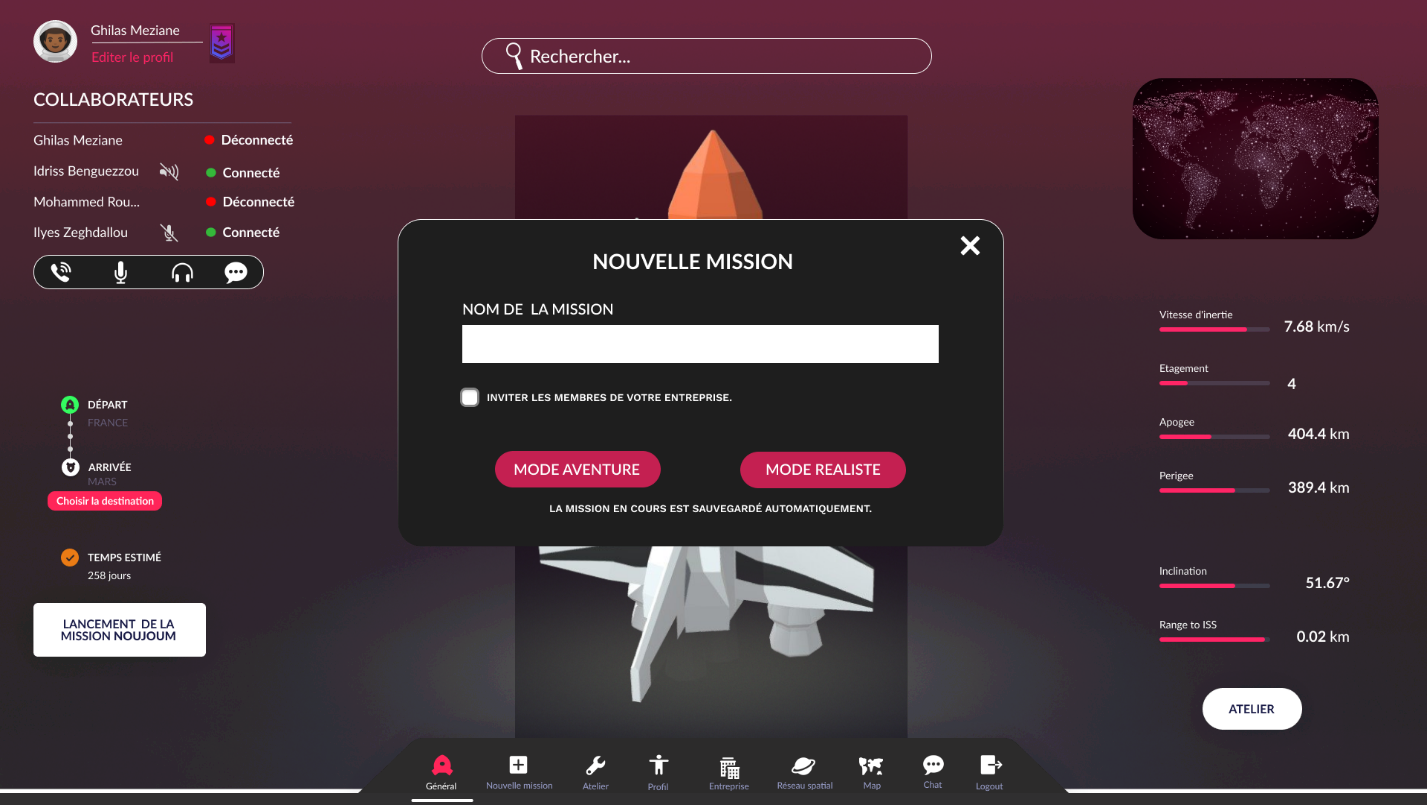 Ghilas Meziane
Editer le profil
Rechercher...
COLLABORATEURS
Ghilas Meziane Déconnecté
Idriss Benguezzou Connecté
Mohammed Rou... Déconnecté
Ilyes Zeghdallou Connecté
NOUVELLE MISSION
NOM DE LA MISSION
INVITER LES MEMBRES DE VOTRE ENTREPRISE.
MODE AVENTURE
MODE REALISTE
LA MISSION EN COURS EST SAUVEGARDÉ AUTOMATIQUEMENT.
DÉPART
FRANCE
ARRIVÉE
MARS
Choisir la destination
TEMPS ESTIMÉ
258 jours
LANCEMENT DE LA
MISSION NOUJOUM
Vitesse d'inertie
7.68 km/s
Etagement
4
Apogee
404.4 km
Perigee
389.4 km
Inclination
51.67°
Range to ISS
0.02 km
ATELIER
Général
Nouvelle mission
Atelier
Profil
Entreprise
Réseau spatial
Map
Chat
Logout